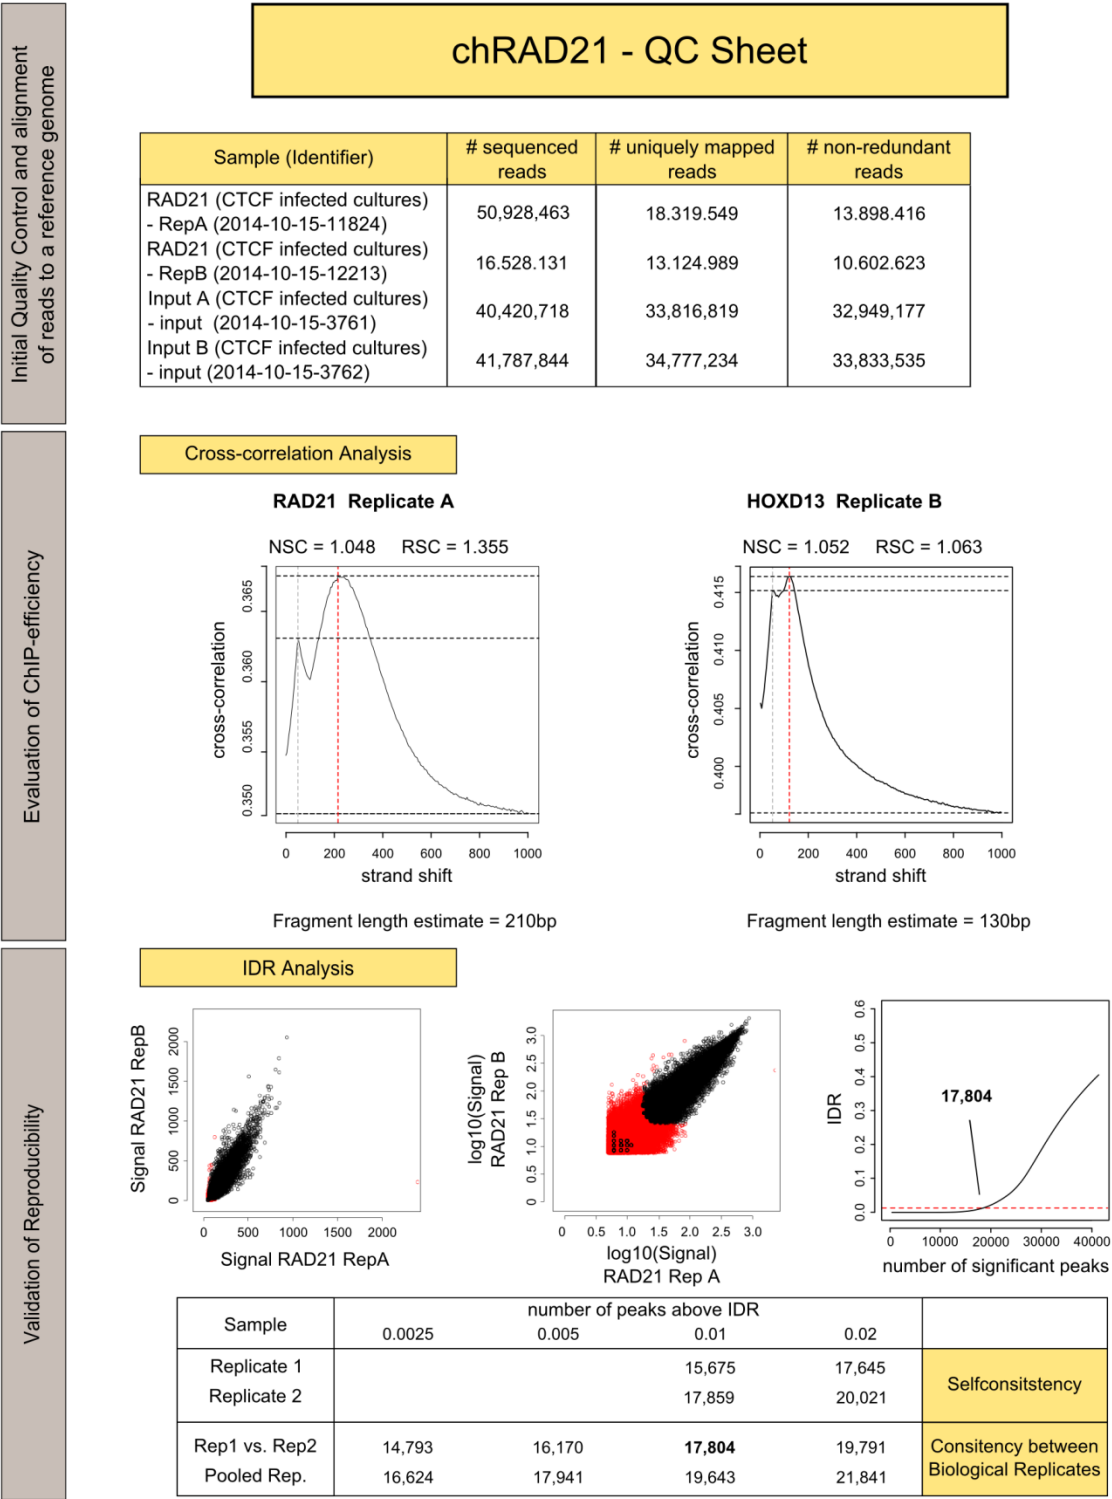 chRAD21 - QC Sheet
Initial Quality Control and alignment
of reads to a reference genome
Sample (Identifier)
# sequenced
reads
# uniquely mapped
reads
# non-redundant
reads
RAD21 (CTCF infected cultures)
- RepA (2014-10-15-11824)
50,928,463
18.319.549
13.898.416
RAD21 (CTCF infected cultures)
- RepB (2014-10-15-12213)
16.528.131
13.124.989
10.602.623
Input A (CTCF infected cultures)
- input (2014-10-15-3761)
40,420,718
33,816,819
32,949,177
Input B (CTCF infected cultures)
- input (2014-10-15-3762)
41,787,844
34,777,234
33,833,535
Evaluation of ChIP-efficiency
Cross-correlation Analysis
RAD21 Replicate A
NSC = 1.048 RSC = 1.355
cross-correlation
0.365
0.360
0.355
0.350
0 200 400 600 800 1000
strand shift
Fragment length estimate = 210bp
HOXD13 Replicate B
NSC = 1.052 RSC = 1.063
cross-correlation
0.415
0.410
0.405
0.400
0 200 400 600 800 1000
strand shift
Fragment length estimate = 130bp
Validation of Reproducibility
IDR Analysis
Signal RAD21 RepB
2000
1500
1000
500
0
0 500 1000 1500 2000
Signal RAD21 RepA
log10(Signal)
RAD21 Rep B
3.0
2.5
2.0
1.5
1.0
0.5
0
0 0.5 1.0 1.5 2.0 2.5 3.0
log10(Signal)
RAD21 Rep A
IDR
0.6
0.5
0.4
0.3
0.2
0.1
0.0
17,804
0 10000 20000 30000 40000
number of significant peaks
Sample
number of peaks above IDR
0.0025 0.005 0.01 0.02
Replicate 1 15,675 17,645
Replicate 2 17,859 20,021
Selfconsitstency
Rep1 vs. Rep2 14,793 16,170 17,804 19,791
Pooled Rep. 16,624 17,941 19,643 21,841
Consitency between
Biological Replicates